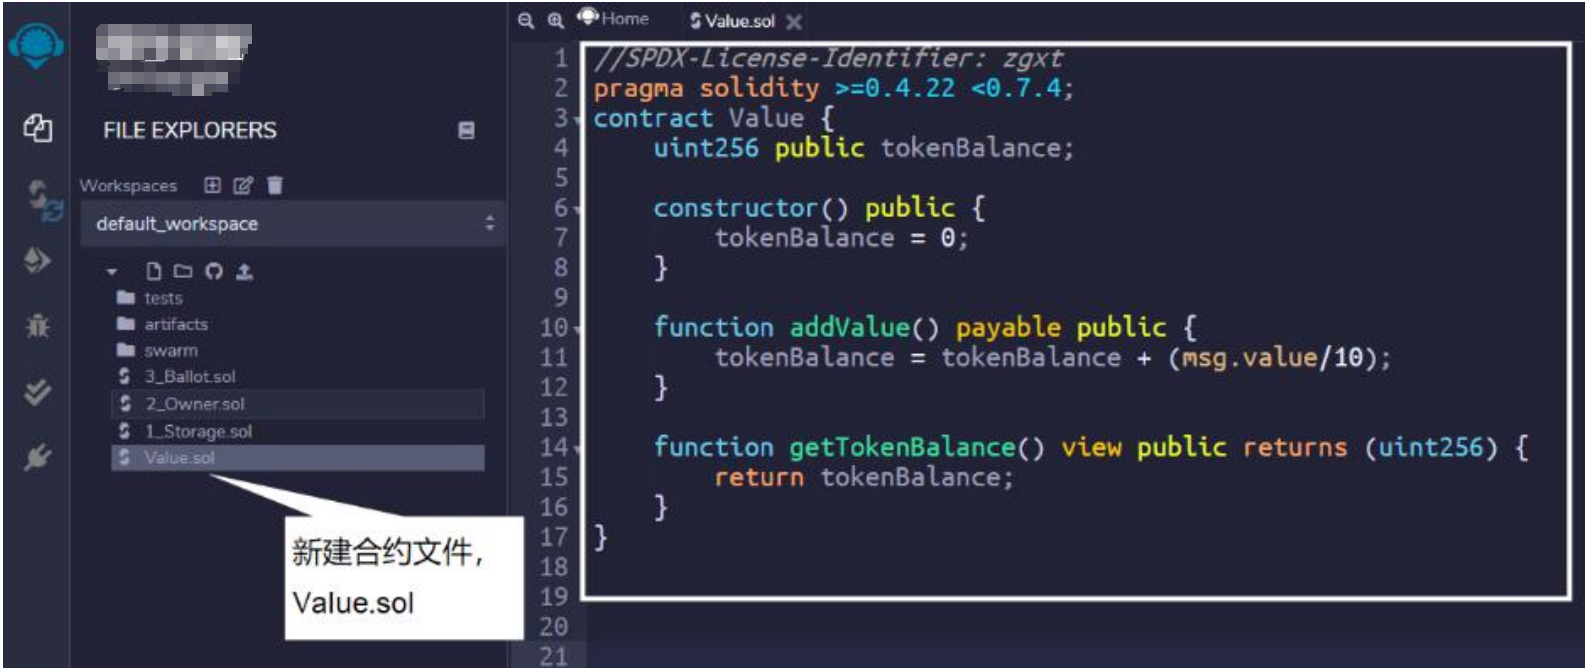 Home
Value.sol
FILE EXPLORERS
Workspaces
default_workspace
tests
artifacts
swarm
3_Ballot.sol
2_Owner.sol
1_Storage.sol
Value.sol
新建合约文件，
Value.sol
1 //SPDX-License-Identifier: zgxt
2 pragma solidity >=0.4.22 <0.7.4;
3 contract Value {
4 uint256 public tokenBalance;
5
6 constructor() public {
7 tokenBalance = 0;
8 }
9
10 function addValue() payable public {
11 tokenBalance = tokenBalance + (msg.value/10);
12 }
13
14 function getTokenBalance() view public returns (uint256) {
15 return tokenBalance;
16 }
17 }
18
19
20
21